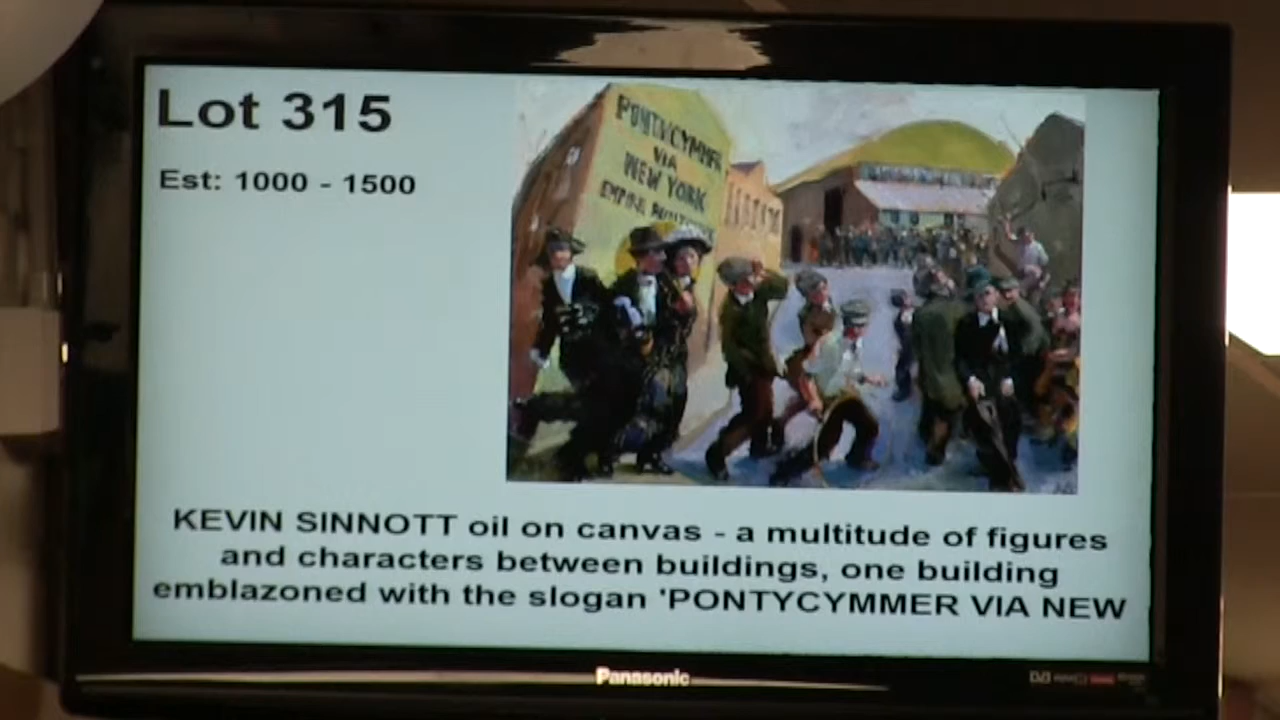 Lot 315
Est: 1000 - 1500
PONTYCYMMER
VIA
NEW YORK
EMPIRE
KEVIN SINNOTT oil on canvas - a multitude of figures
and characters between buildings, one building
emblazoned with the slogan 'PONTYCYMMER VIA NEW
Panasonic